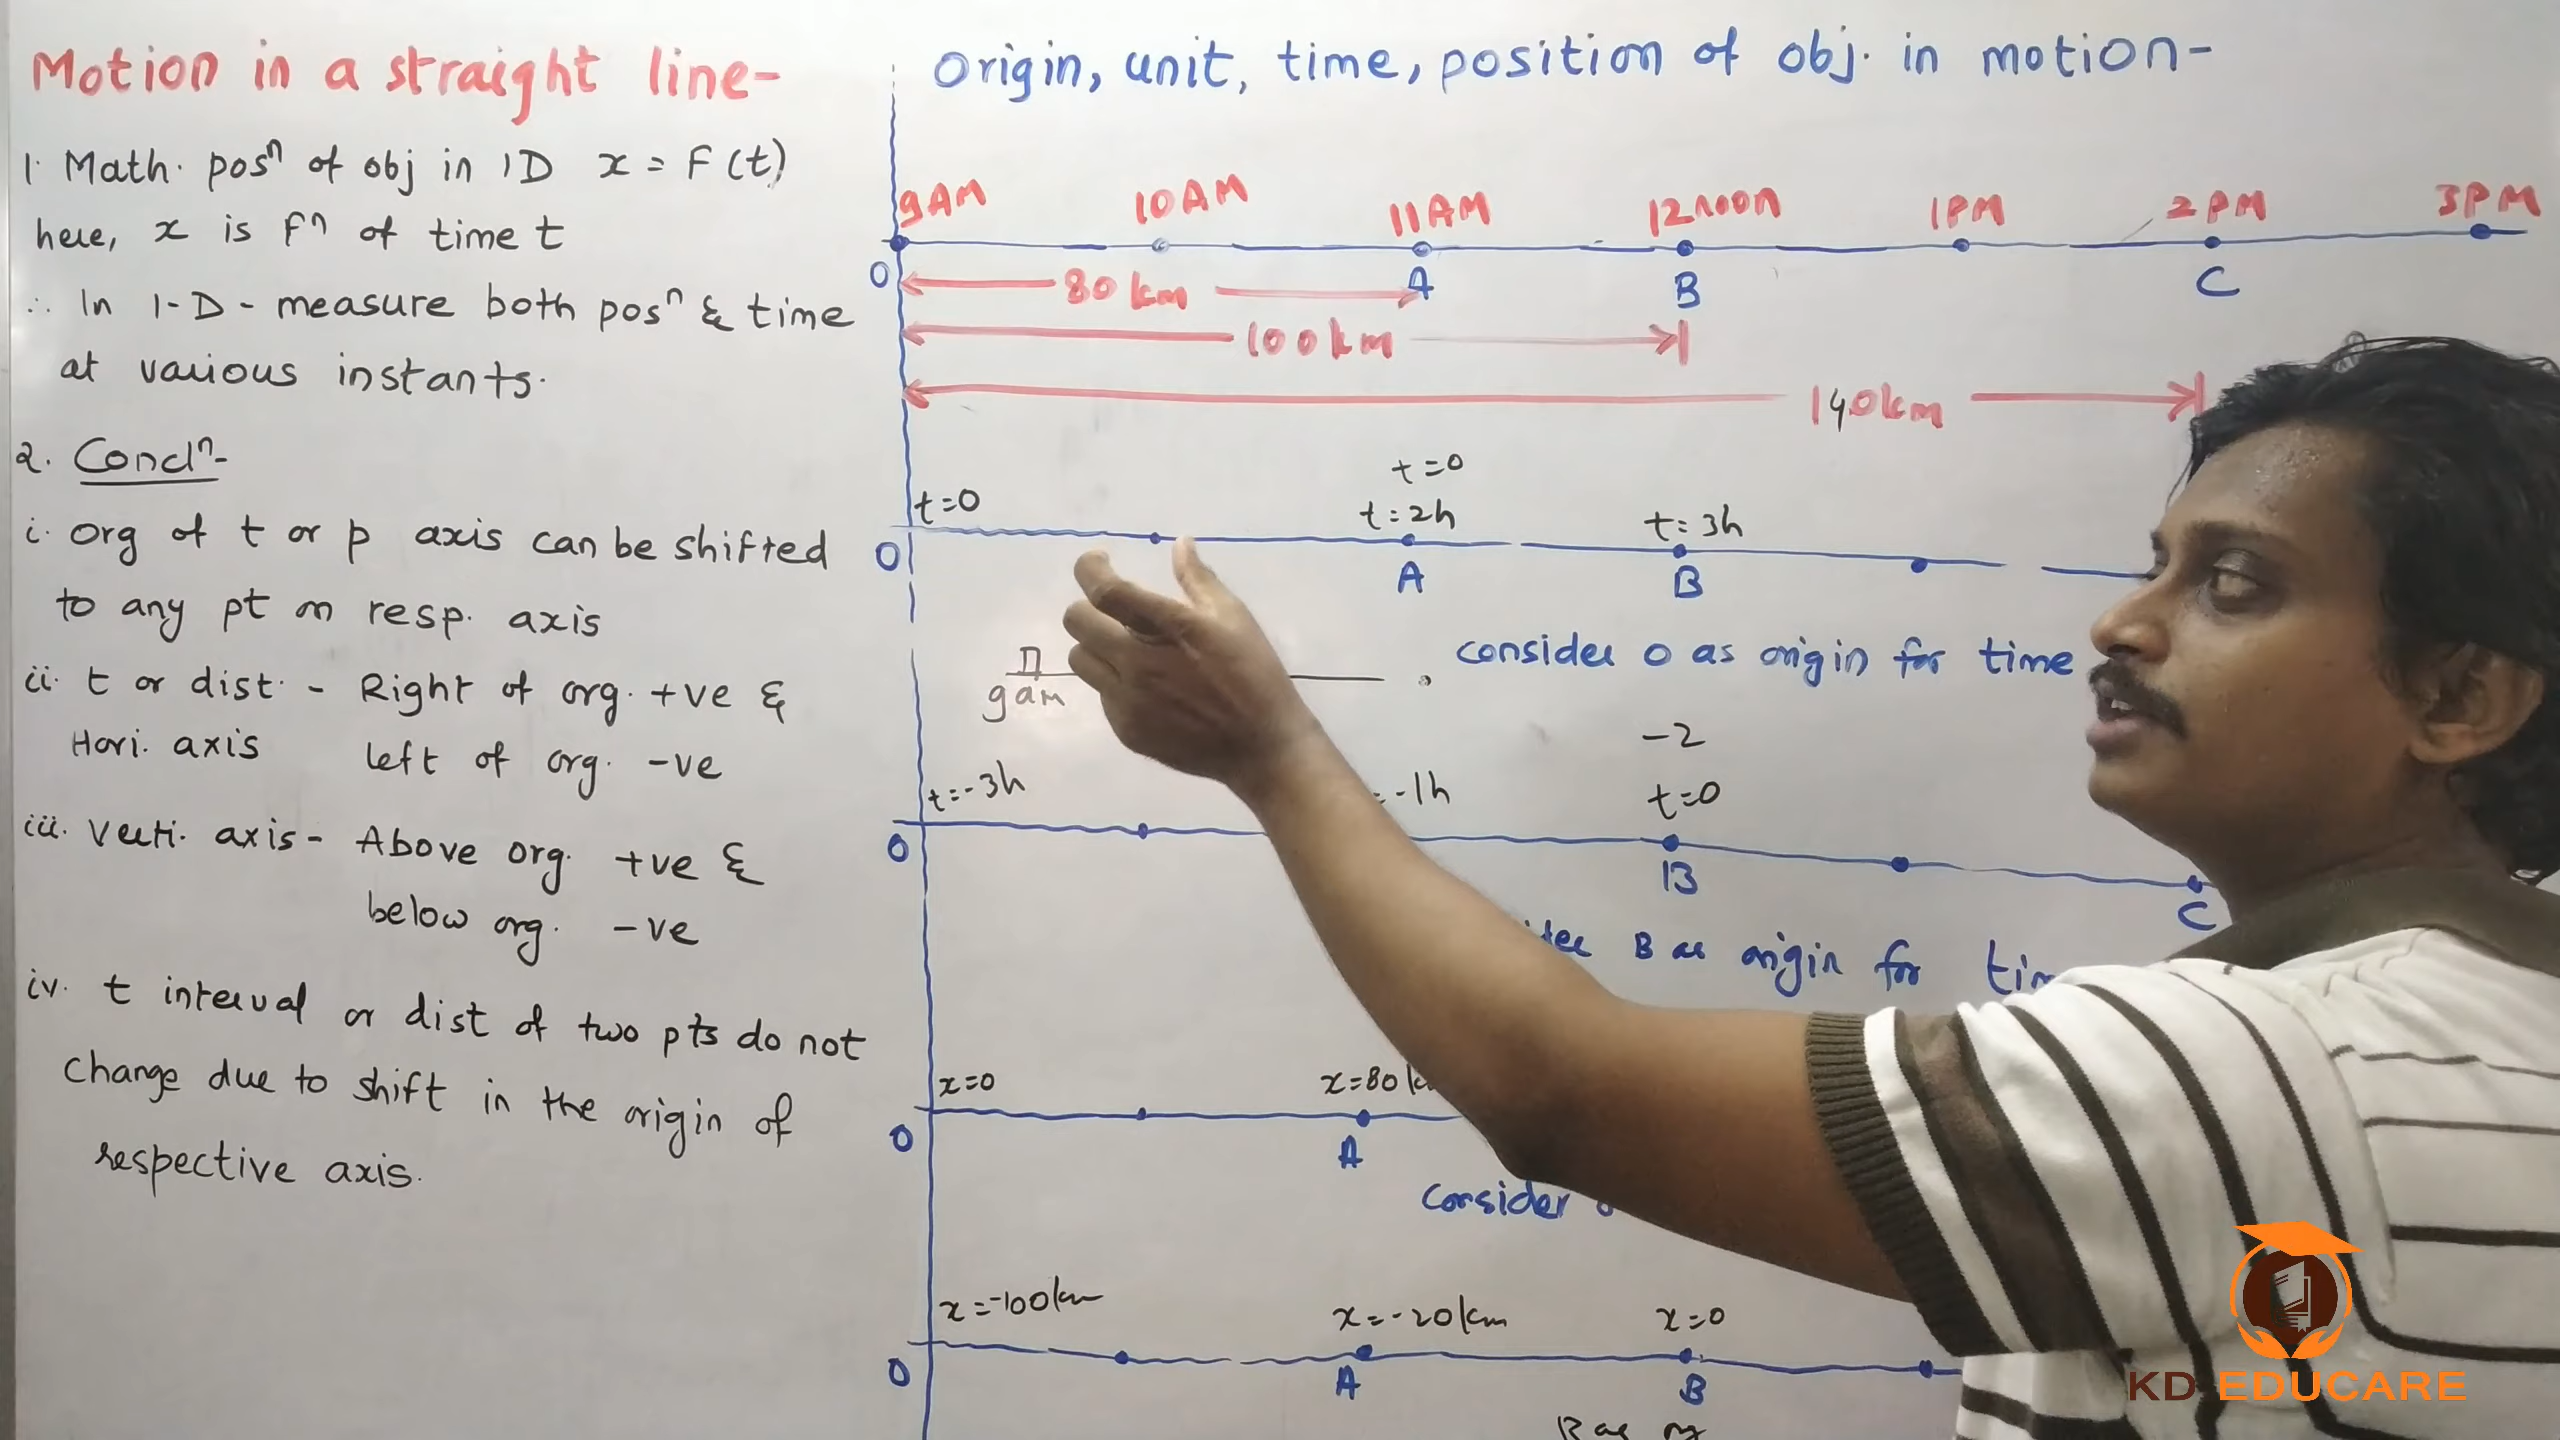 Motion in a straight line-
1. Math. posⁿ of obj in 1D x = F(t)
here, x is Fⁿ of time t
∴ In 1-D - measure both posⁿ & time
at various instants.
2. Conclⁿ-
i. Org of t or p axis can be shifted
to any pt on resp. axis
ii. t or dist. - Right of org. +ve &
Hori. axis left of org. -ve
iii. Verti. axis - Above org. +ve &
below org. -ve
iv. t interval or dist of two pts do not
change due to shift in the origin of
respective axis.
Origin, unit, time, position of obj. in motion-
9AM 10AM 11AM 12noon 1PM 2PM 3PM
O A B C
80 km
100 km
140 km
t=0
t=0 t=2h t=3h
O A B
consider O as origin for time
9am
-2
t=-3h -1h t=0
O B C
B as origin for
x=0 x=80
O A
Consider
x=-100km x=-20km x=0
O A B
B as
KD EDUCARE